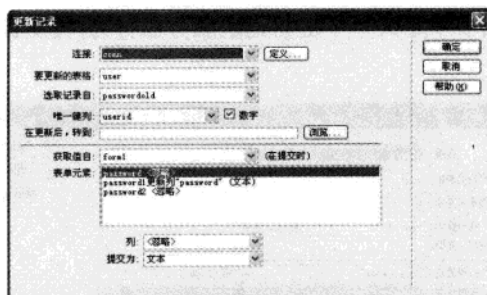 更新记录
连接: conn 定义...
要更新的表格: user
选取记录自: passwordold
唯一键列: userid 数字
在更新后，转到: 浏览...
获取值自: form1 (在提交时)
表单元素:
password1更新列"password" (文本)
password2 <忽略>
列: <忽略>
提交为: 文本
确定
取消
帮助(H)